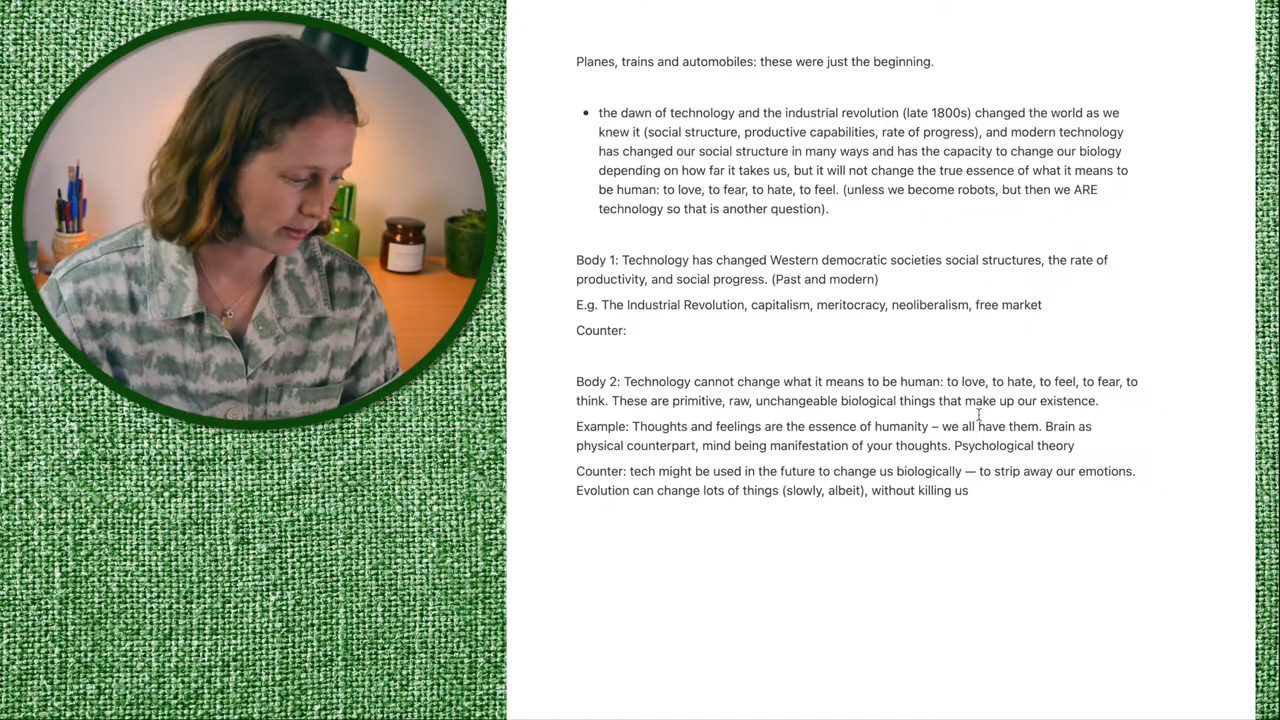 Planes, trains and automobiles: these were just the beginning.
• the dawn of technology and the industrial revolution (late 1800s) changed the world as we
knew it (social structure, productive capabilities, rate of progress), and modern technology
has changed our social structure in many ways and has the capacity to change our biology
depending on how far it takes us, but it will not change the true essence of what it means to
be human: to love, to fear, to hate, to feel. (unless we become robots, but then we ARE
technology so that is another question).
Body 1: Technology has changed Western democratic societies social structures, the rate of
productivity, and social progress. (Past and modern)
E.g. The Industrial Revolution, capitalism, meritocracy, neoliberalism, free market
Counter:
Body 2: Technology cannot change what it means to be human: to love, to hate, to feel, to fear, to
think. These are primitive, raw, unchangeable biological things that make up our existence.
Example: Thoughts and feelings are the essence of humanity – we all have them. Brain as
physical counterpart, mind being manifestation of your thoughts. Psychological theory
Counter: tech might be used in the future to change us biologically — to strip away our emotions.
Evolution can change lots of things (slowly, albeit), without killing us